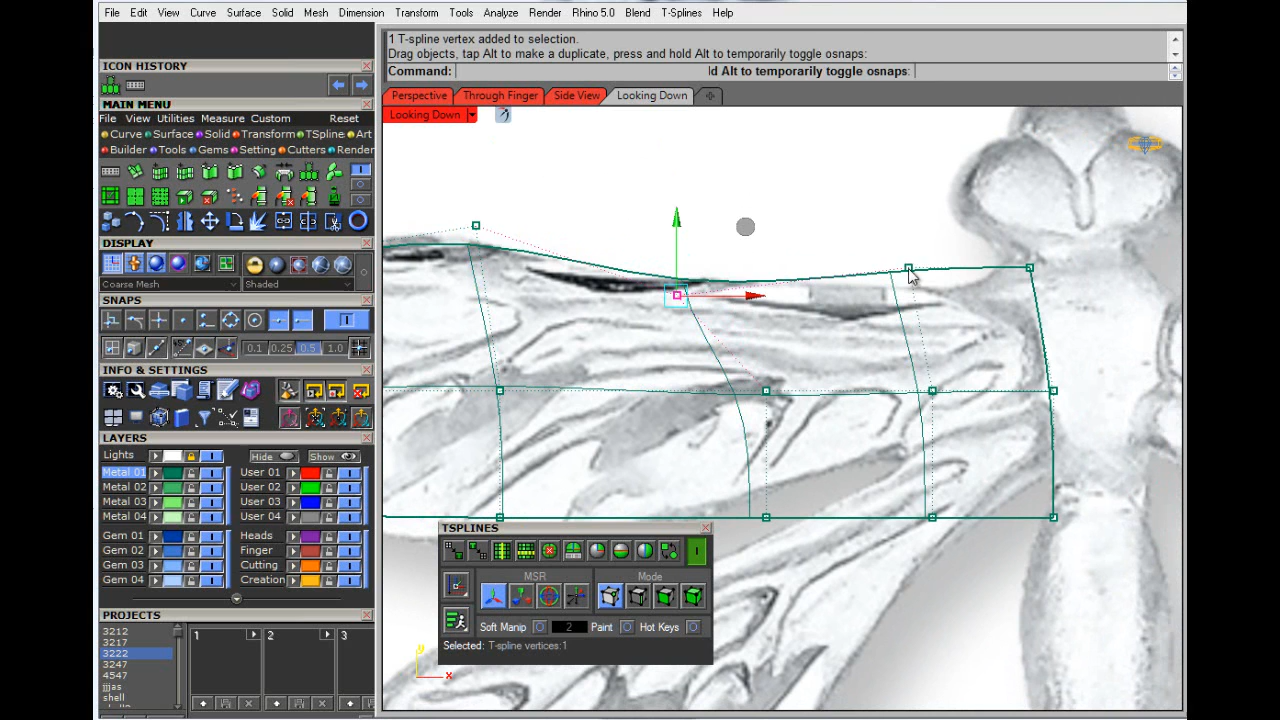 File Edit View Curve Surface Solid Mesh Dimension Transform Tools Analyze Render Rhino 5.0 Blend T-Splines Help
1 T-spline vertex added to selection.
Drag objects, tap Alt to make a duplicate, press and hold Alt to temporarily toggle osnaps:
Command: ld Alt to temporarily toggle osnaps:
Perspective Through Finger Side View Looking Down
Looking Down
ICON HISTORY
MAIN MENU
File View Utilities Measure Custom Reset
Curve Surface Solid Transform TSpline Art
Builder Tools Gems Setting Cutters Render
DISPLAY
Coarse Mesh Shaded
SNAPS
0.1 0.25 0.5 1.0
INFO & SETTINGS
LAYERS
Lights Hide Show
Metal 01 User 01
Metal 02 User 02
Metal 03 User 03
Metal 04 User 04
Gem 01 Heads
Gem 02 Finger
Gem 03 Cutting
Gem 04 Creation
PROJECTS
3212
3217
3222
3247
4547
jjjas
shell
1 2 3
TSPLINES
MSR Mode
Soft Manip 2 Paint Hot Keys
Selected: T-spline vertices:1
y
x